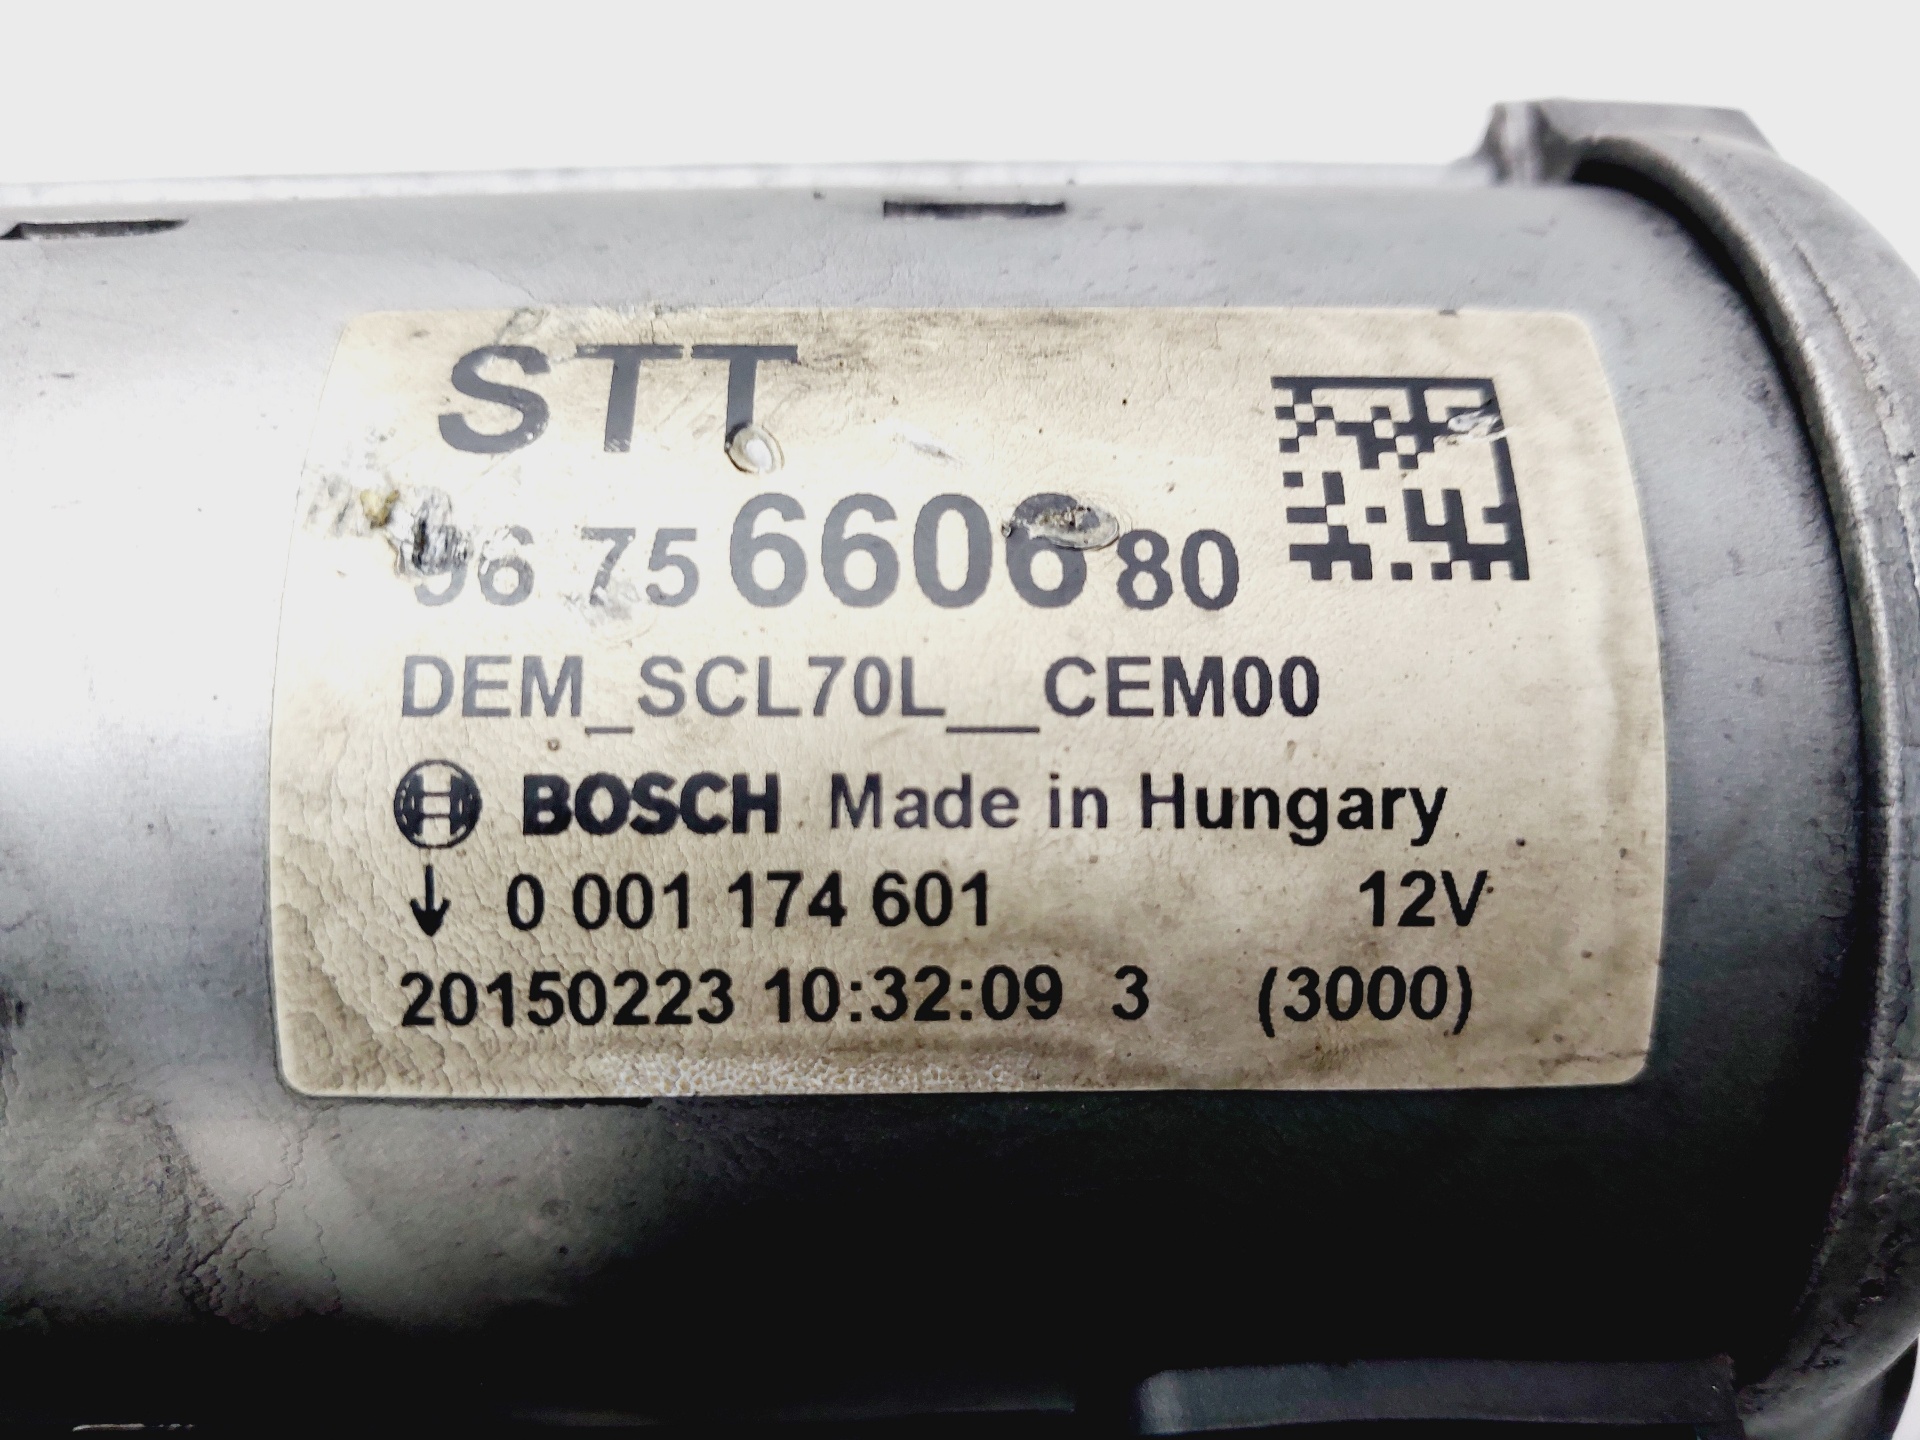 STT
96 75 6606 80
DEM_SCL70L__CEM00
BOSCH Made in Hungary
↓ 0 001 174 601 12V
20150223 10:32:09 3 (3000)